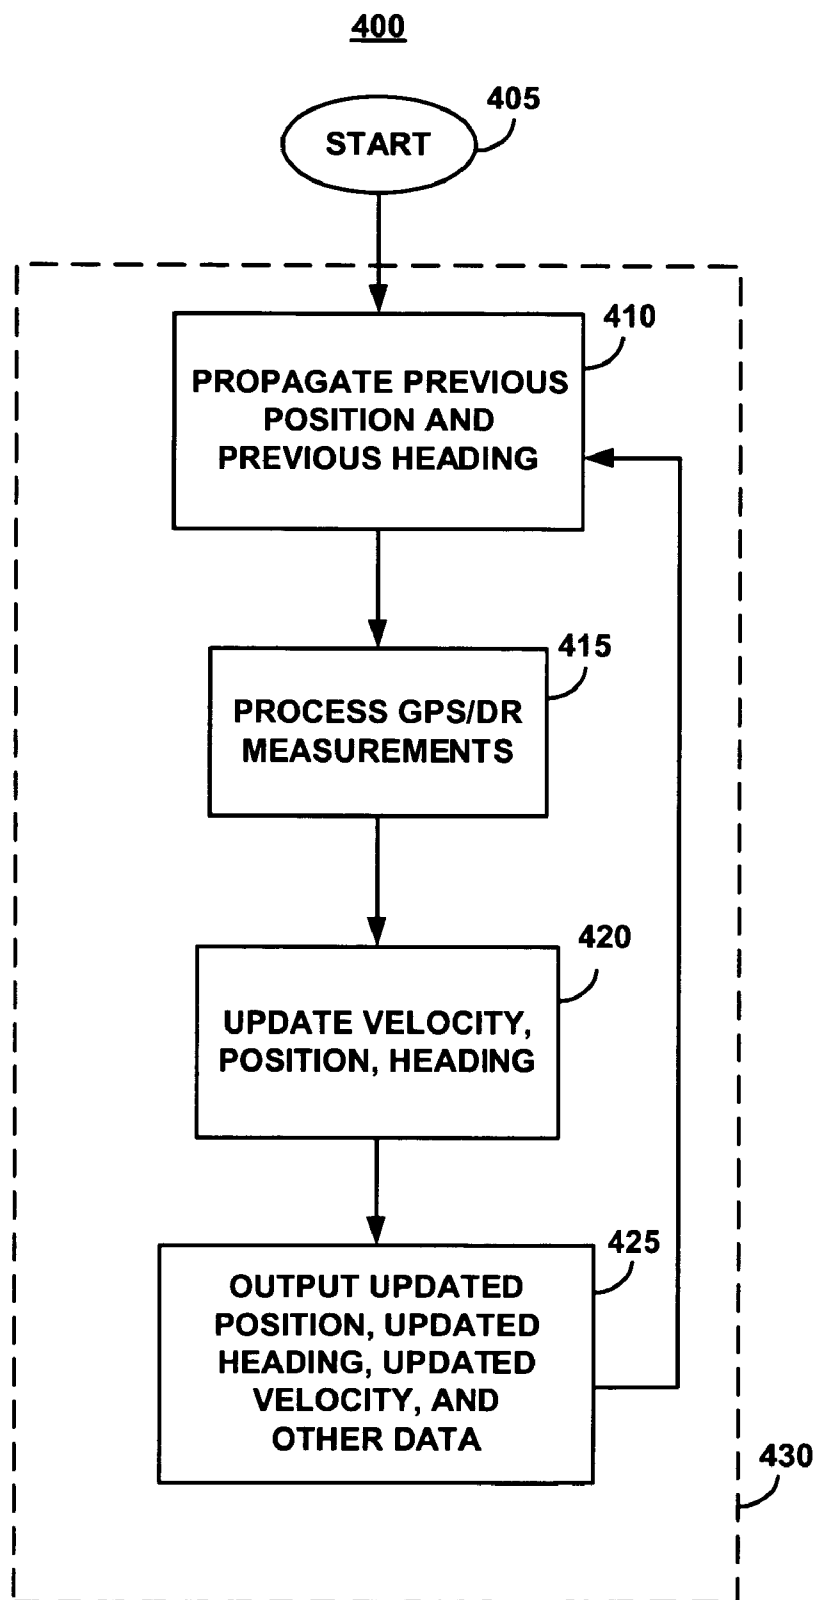 400
405
START
410
PROPAGATE PREVIOUS
POSITION AND
PREVIOUS HEADING
415
PROCESS GPS/DR
MEASUREMENTS
420
UPDATE VELOCITY,
POSITION, HEADING
425
OUTPUT UPDATED
POSITION, UPDATED
HEADING, UPDATED
VELOCITY, AND
OTHER DATA
430